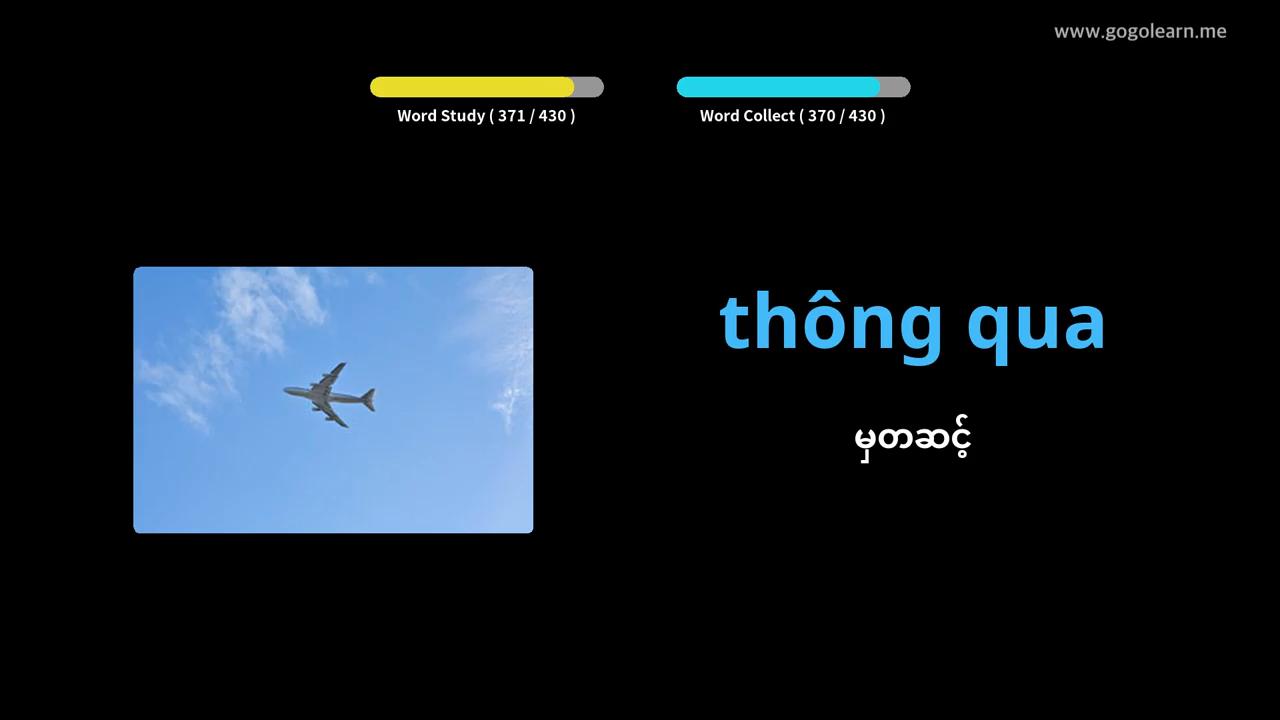 www.gogolearn.me
Word Study ( 371 / 430 )
Word Collect ( 370 / 430 )
thông qua
မှတဆင့်